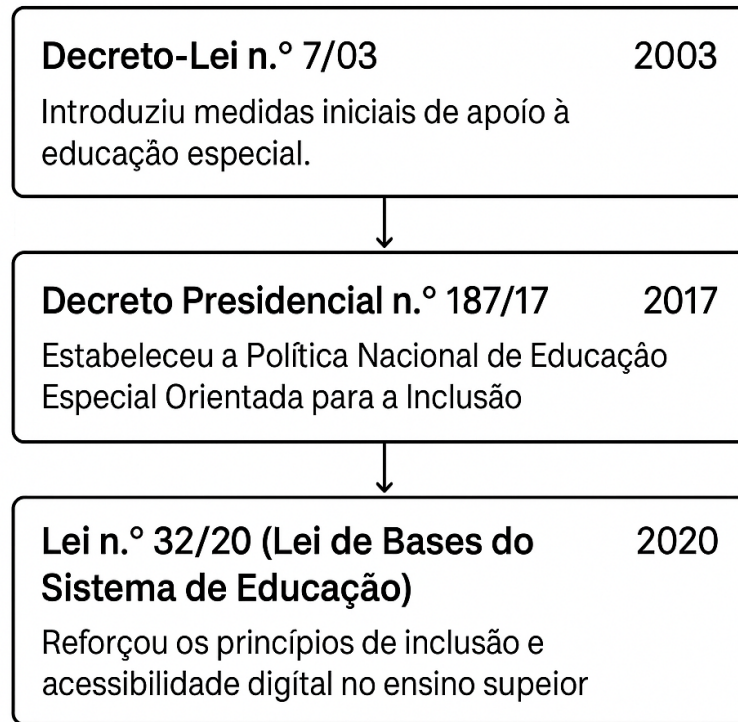 Decreto-Lei n.° 7/03 2003
Introduziu medidas iniciais de apoío à
educação especial.
Decreto Presidencial n.° 187/17 2017
Estabeleceu a Política Nacional de Educaçâo
Especial Orientada para a Inclusão
Lei n.° 32/20 (Lei de Bases do 2020
Sistema de Educação)
Reforçou os princípios de inclusão e
acessibilidade digítal no ensino supeior